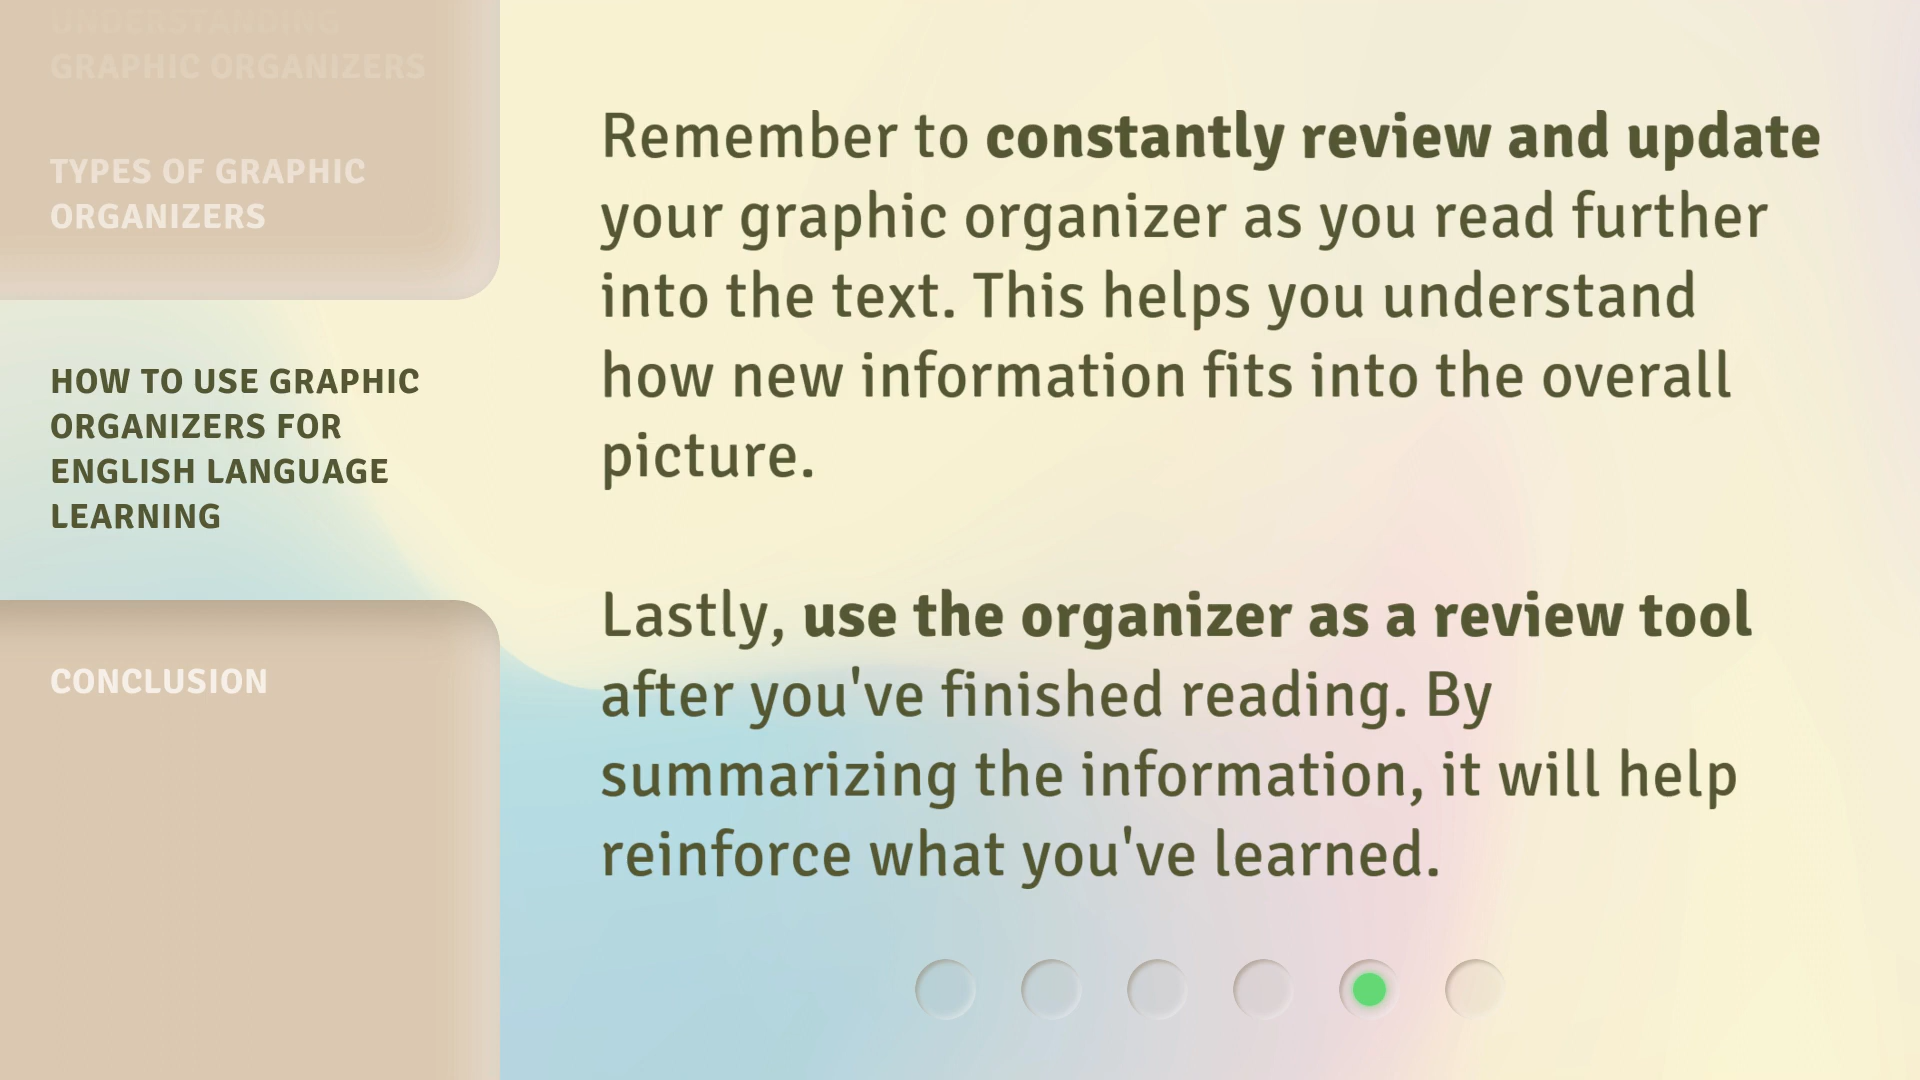 UNDERSTANDING
GRAPHIC ORGANIZERS
TYPES OF GRAPHIC
ORGANIZERS
HOW TO USE GRAPHIC
ORGANIZERS FOR
ENGLISH LANGUAGE
LEARNING
CONCLUSION
Remember to constantly review and update
your graphic organizer as you read further
into the text. This helps you understand
how new information fits into the overall
picture.
Lastly, use the organizer as a review tool
after you've finished reading. By
summarizing the information, it will help
reinforce what you've learned.